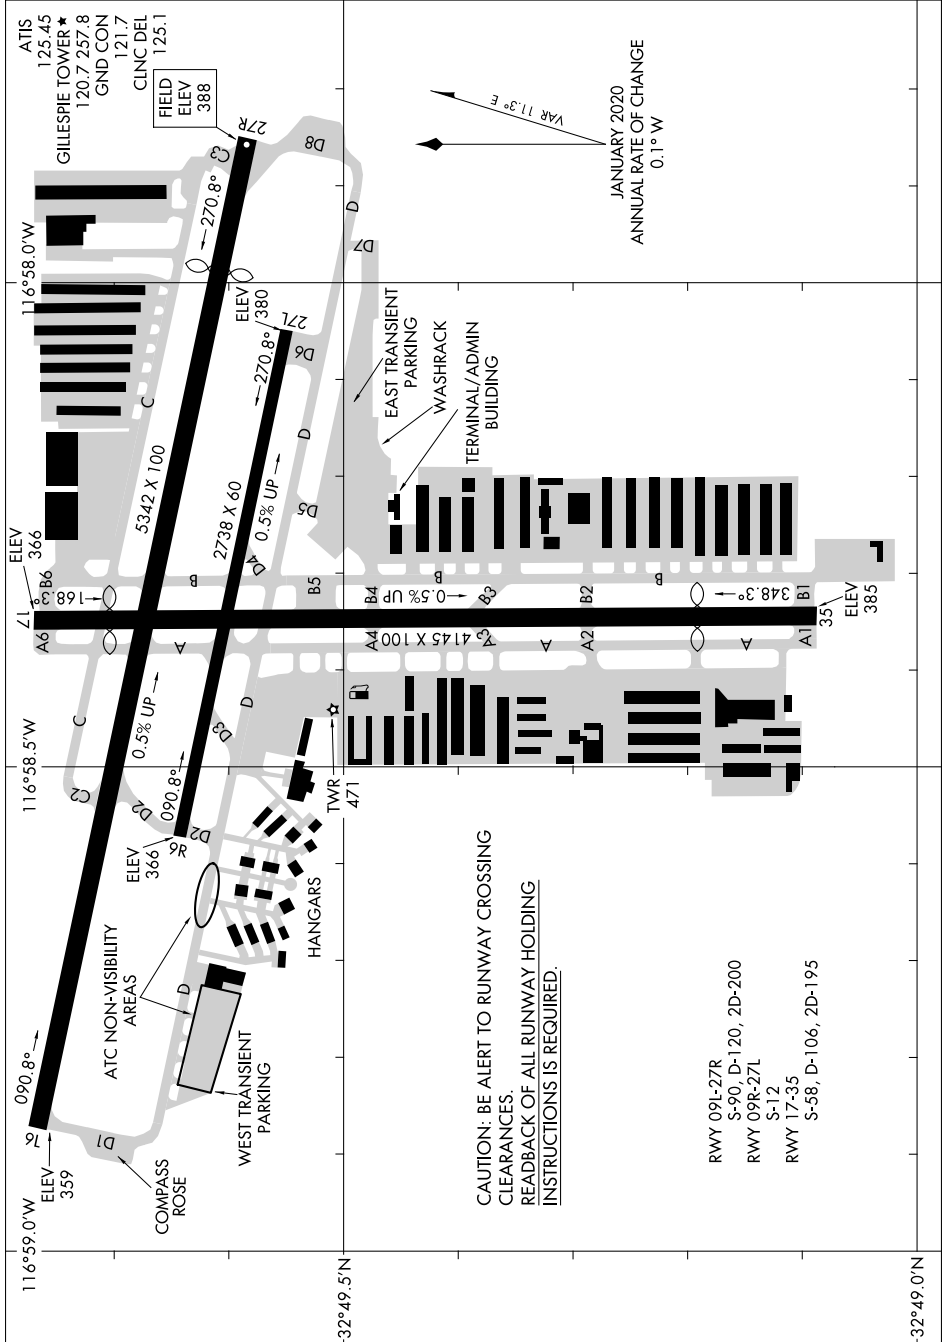 ATIS
125.45
GILLESPIE TOWER★
120.7 257.8
GND CON
121.7
CLNC DEL
125.1
FIELD
ELEV
388
27R
C3
D8
270.8°
D
D7
VAR 11.3° E
JANUARY 2020
ANNUAL RATE OF CHANGE
0.1° W
116°58.0'W
ELEV
380
27L
270.8°
D6
C
D
EAST TRANSIENT
PARKING
WASHRACK
TERMINAL/ADMIN
BUILDING
5342 X 100
2738 X 60
0.5% UP
D5
D4
ELEV
366
17
B6
168.3°
B
B5
B4
0.5% UP
B
B3
B2
B
348.3°
B1
ELEV
385
35
A6
A
A4
4145 X 100
A3
A
A2
A
A1
C
0.5% UP
D
D3
TWR
471
116°58.5'W
C2
D2
090.8°
D2
ELEV
366
9R
HANGARS
ATC NON-VISIBILITY
AREAS
D
WEST TRANSIENT
PARKING
090.8°
9L
D1
ELEV
359
COMPASS
ROSE
CAUTION: BE ALERT TO RUNWAY CROSSING
CLEARANCES.
READBACK OF ALL RUNWAY HOLDING
INSTRUCTIONS IS REQUIRED.
RWY 09L-27R
S-90, D-120, 2D-200
RWY 09R-27L
S-12
RWY 17-35
S-58, D-106, 2D-195
116°59.0'W
32°49.5'N
32°49.0'N